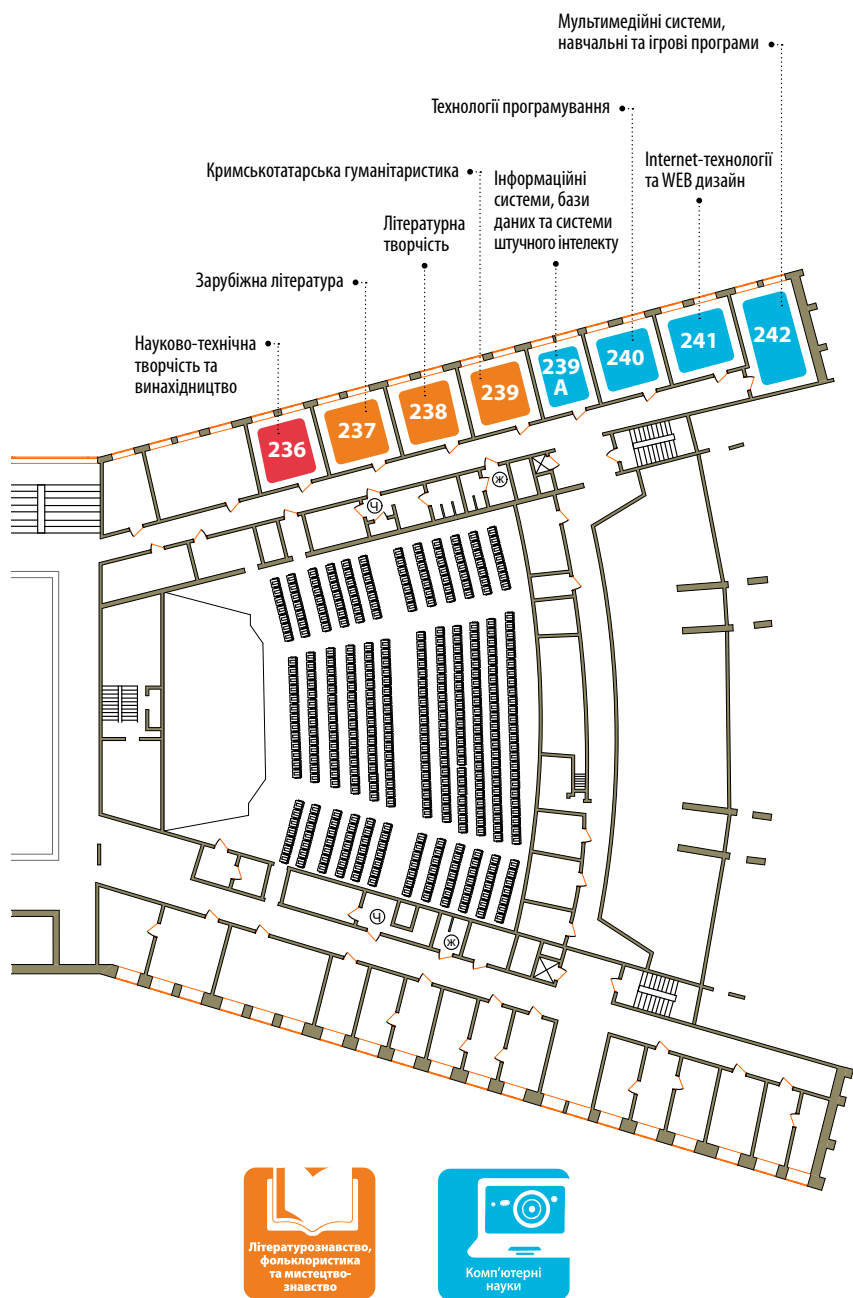 Мультимедійні системи,
навчальні та ігрові програми
Технології програмування
Internet-технології
та WEB дизайн
Кримськотатарська гуманітаристика
Інформаційні
системи, бази
даних та системи
штучного інтелекту
Літературна
творчість
Зарубіжна література
Науково-технічна
творчість та
винахідництво
242
241
240
239
А
239
238
237
236
Ж
Ч
Ч
Ж
Літературознавство,
фольклористика
та мистецтво-
знавство
Комп’ютерні
науки